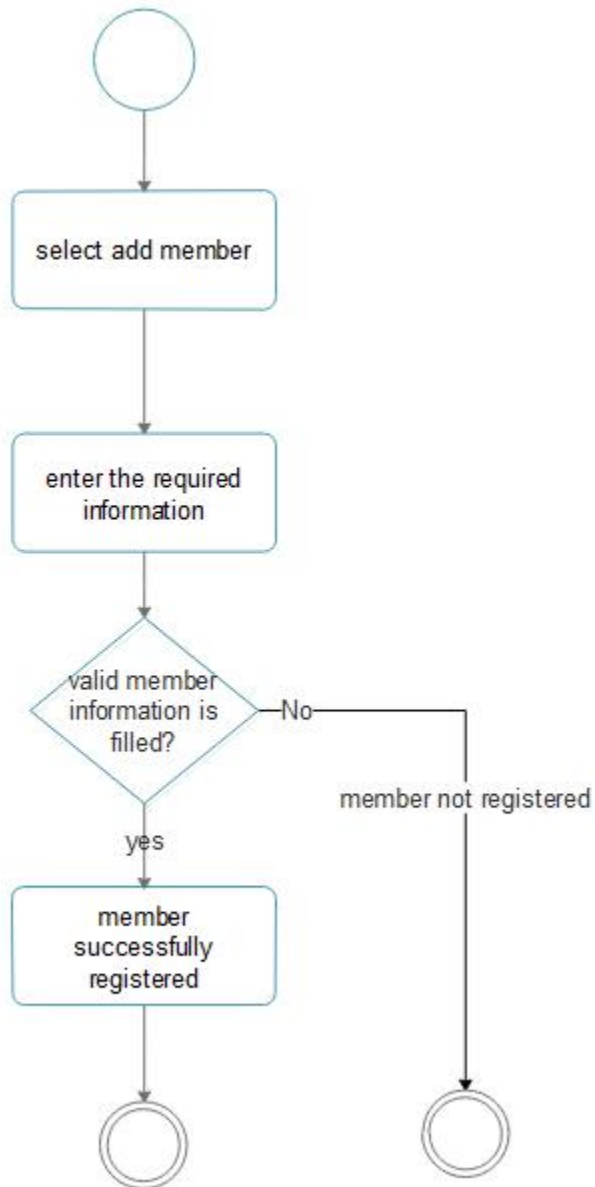 select add member
enter the required
information
valid member
information is
filled?
No
member not registered
yes
member
successfully
registered